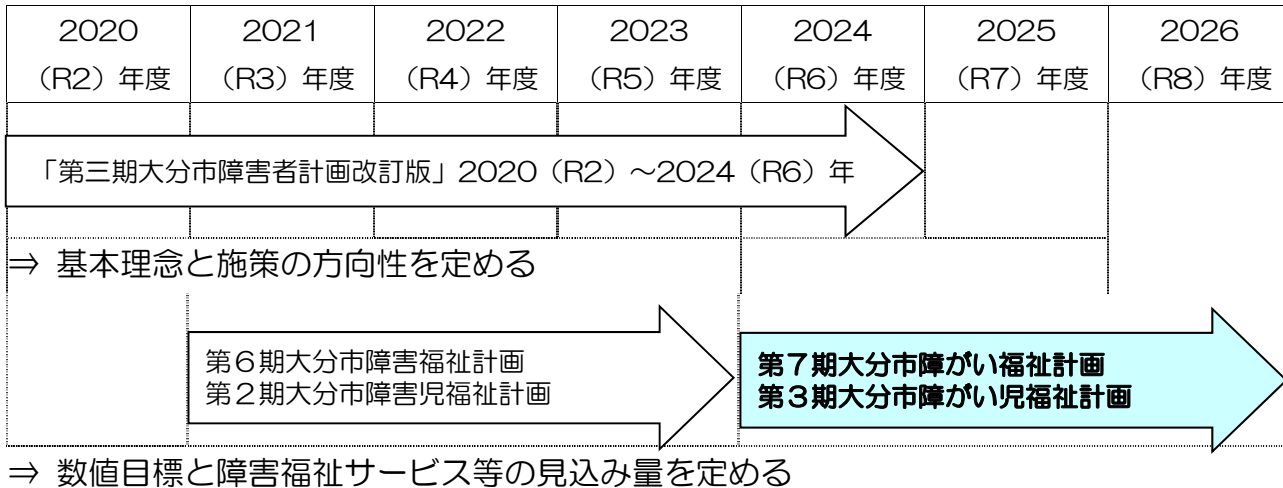 2020 2021 2022 2023 2024 2025 2026
（R2）年度 （R3）年度 （R4）年度 （R5）年度 （R6）年度 （R7）年度 （R8）年度
「第三期大分市障害者計画改訂版」2020（R2）～2024（R6）年
⇒ 基本理念と施策の方向性を定める
第６期大分市障害福祉計画
第２期大分市障害児福祉計画
第７期大分市障がい福祉計画
第３期大分市障がい児福祉計画
⇒ 数値目標と障害福祉サービス等の見込み量を定める